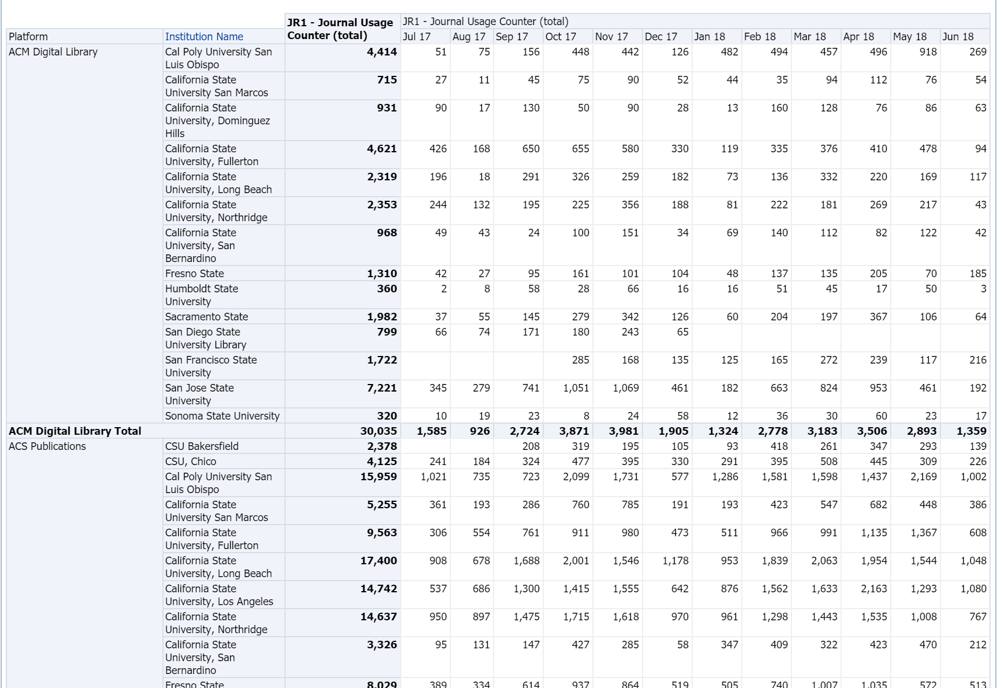 JR1 - Journal Usage Counter (total) JR1 - Journal Usage Counter (total)
Platform Institution Name Jul 17 Aug 17 Sep 17 Oct 17 Nov 17 Dec 17 Jan 18 Feb 18 Mar 18 Apr 18 May 18 Jun 18
ACM Digital Library Cal Poly University San 4,414 51 75 156 448 442 126 482 494 457 496 918 269
Luis Obispo
California State 715 27 11 45 75 90 52 44 35 94 112 76 54
University San Marcos
California State 931 90 17 130 50 90 28 13 160 128 76 86 63
University, Dominguez
Hills
California State 4,621 426 168 650 655 580 330 119 335 376 410 478 94
University, Fullerton
California State 2,319 196 18 291 326 259 182 73 136 332 220 169 117
University, Long Beach
California State 2,353 244 132 195 225 356 188 81 222 181 269 217 43
University, Northridge
California State 968 49 43 24 100 151 34 69 140 112 82 122 42
University, San
Bernardino
Fresno State 1,310 42 27 95 161 101 104 48 137 135 205 70 185
Humboldt State 360 2 8 58 28 66 16 16 51 45 17 50 3
University
Sacramento State 1,982 37 55 145 279 342 126 60 204 197 367 106 64
San Diego State 799 66 74 171 180 243 65
University Library
San Francisco State 1,722 285 168 135 125 165 272 239 117 216
University
San Jose State 7,221 345 279 741 1,051 1,069 461 182 663 824 953 461 192
University
Sonoma State University 320 10 19 23 8 24 58 12 36 30 60 23 17
ACM Digital Library Total 30,035 1,585 926 2,724 3,871 3,981 1,905 1,324 2,778 3,183 3,506 2,893 1,359
ACS Publications CSU Bakersfield 2,378 208 319 195 105 93 418 261 347 293 139
CSU, Chico 4,125 241 184 324 477 395 330 291 395 508 445 309 226
Cal Poly University San 15,959 1,021 735 723 2,099 1,731 577 1,286 1,581 1,598 1,437 2,169 1,002
Luis Obispo
California State 5,255 361 193 286 760 785 191 193 423 547 682 448 386
University San Marcos
California State 9,563 306 554 761 911 980 473 511 966 991 1,135 1,367 608
University, Fullerton
California State 17,400 908 678 1,688 2,001 1,546 1,178 953 1,839 2,063 1,954 1,544 1,048
University, Long Beach
California State 14,742 537 686 1,300 1,415 1,555 642 876 1,562 1,633 2,163 1,293 1,080
University, Los Angeles
California State 14,637 950 897 1,475 1,715 1,618 970 961 1,298 1,443 1,535 1,008 767
University, Northridge
California State 3,326 95 131 147 427 285 58 347 409 322 423 470 212
University, San
Bernardino
Fresno State 8,029 389 334 614 937 864 519 505 740 1,007 1,035 572 513